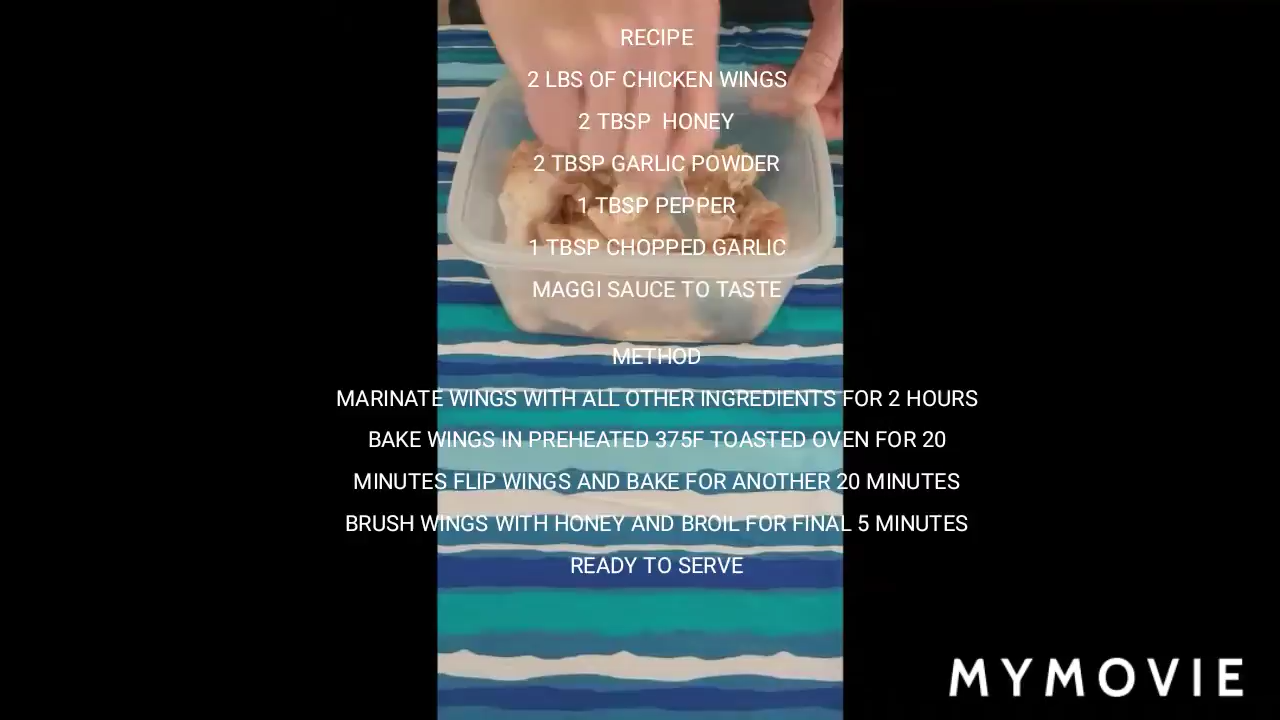 RECIPE
2 LBS OF CHICKEN WINGS
2 TBSP HONEY
2 TBSP GARLIC POWDER
1 TBSP PEPPER
1 TBSP CHOPPED GARLIC
MAGGI SAUCE TO TASTE
METHOD
MARINATE WINGS WITH ALL OTHER INGREDIENTS FOR 2 HOURS
BAKE WINGS IN PREHEATED 375F TOASTED OVEN FOR 20
MINUTES FLIP WINGS AND BAKE FOR ANOTHER 20 MINUTES
BRUSH WINGS WITH HONEY AND BROIL FOR FINAL 5 MINUTES
READY TO SERVE
MYMOVIE